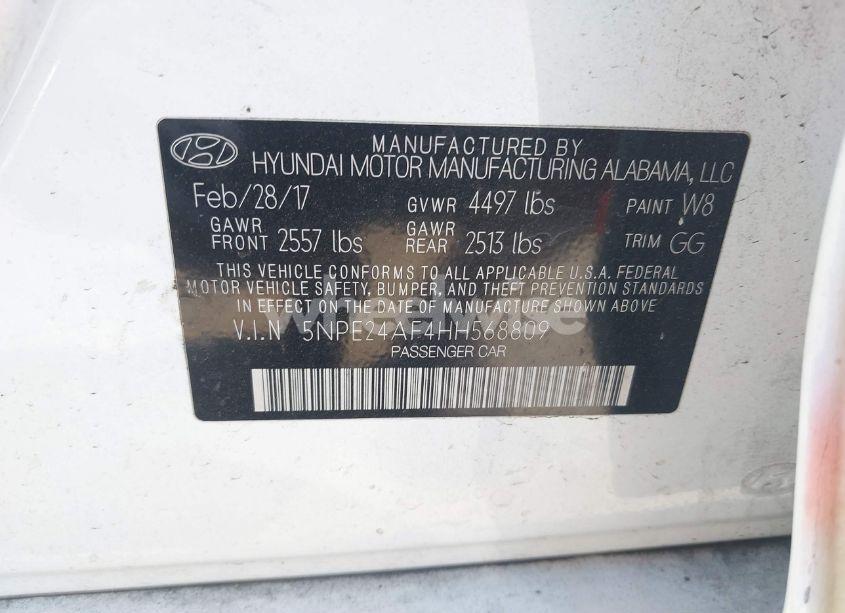 MANUFACTURED BY
HYUNDAI MOTOR MANUFACTURING ALABAMA, LLC
Feb/28/17 GVWR 4497 lbs PAINT W8
GAWR FRONT 2557 lbs GAWR REAR 2513 lbs TRIM GG
THIS VEHICLE CONFORMS TO ALL APPLICABLE U.S.A. FEDERAL
MOTOR VEHICLE SAFETY, BUMPER, AND THEFT PREVENTION STANDARDS
IN EFFECT ON THE DATE OF MANUFACTURE SHOWN ABOVE
V.I.N 5NPE24AF4HH568809
PASSENGER CAR